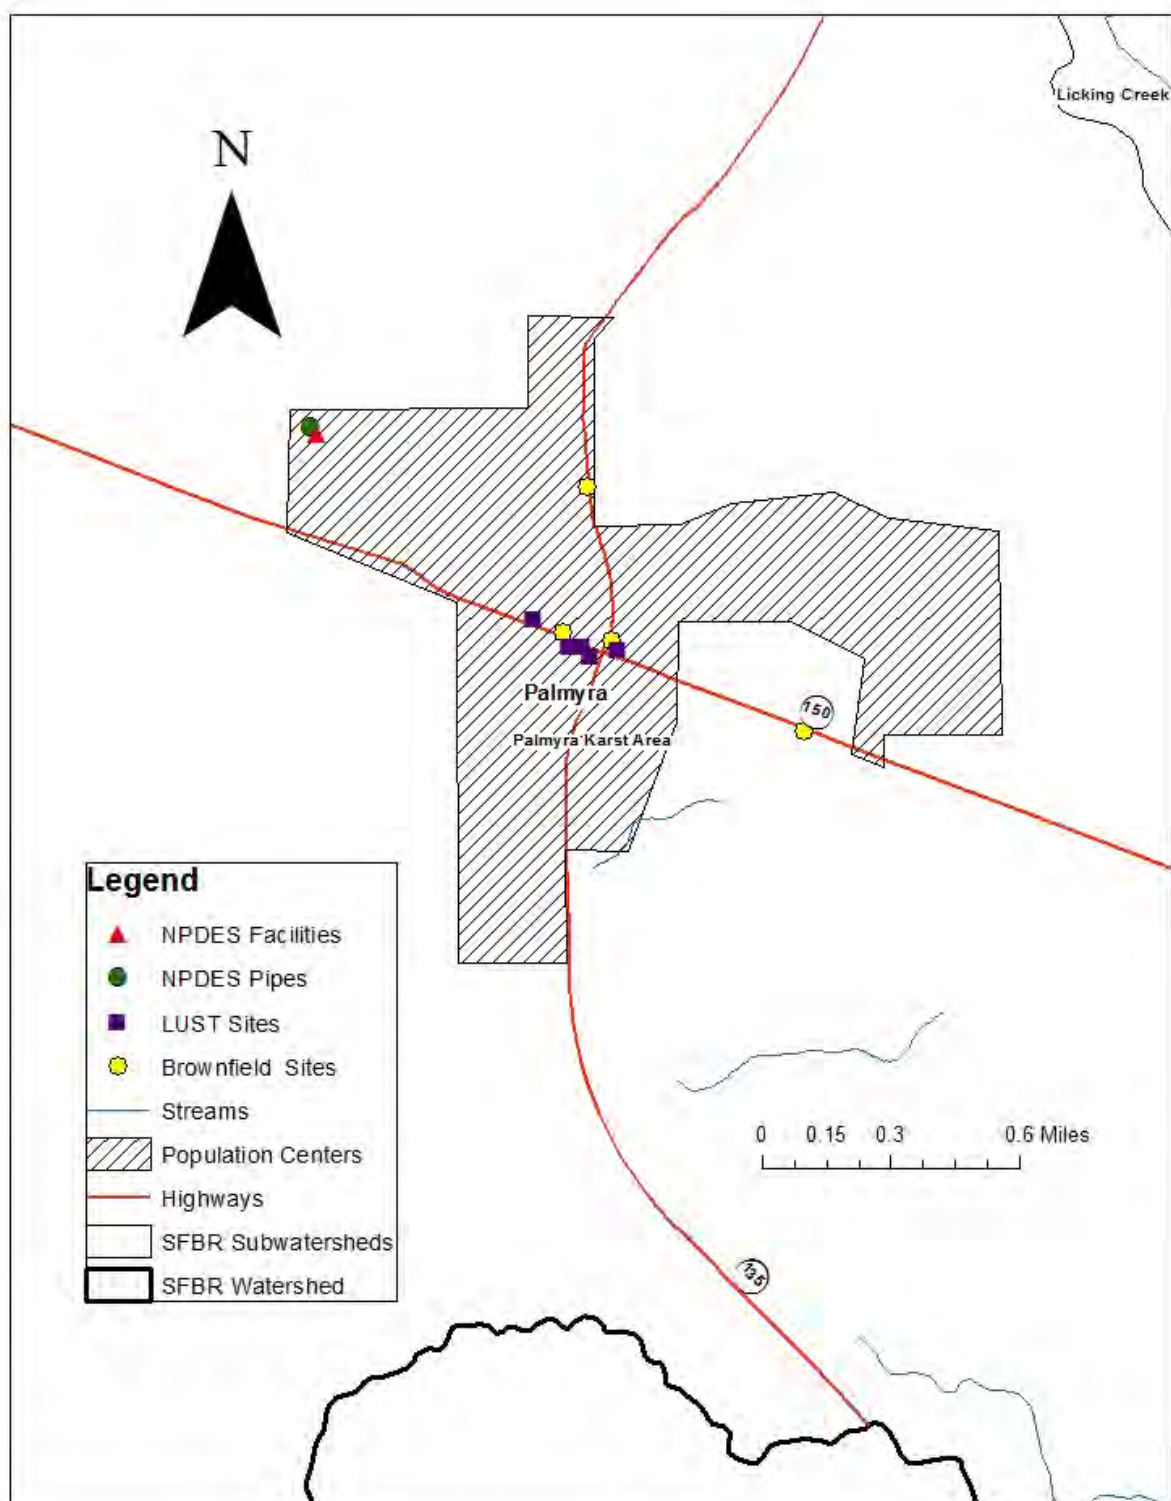 Licking Creek
N
150
Palmyra
Palmyra Karst Area
Legend
NPDES Facilities
NPDES Pipes
LUST Sites
Brownfield Sites
Streams
Population Centers
Highways
SFBR Subwatersheds
SFBR Watershed
0 0.15 0.3 0.6 Miles
135